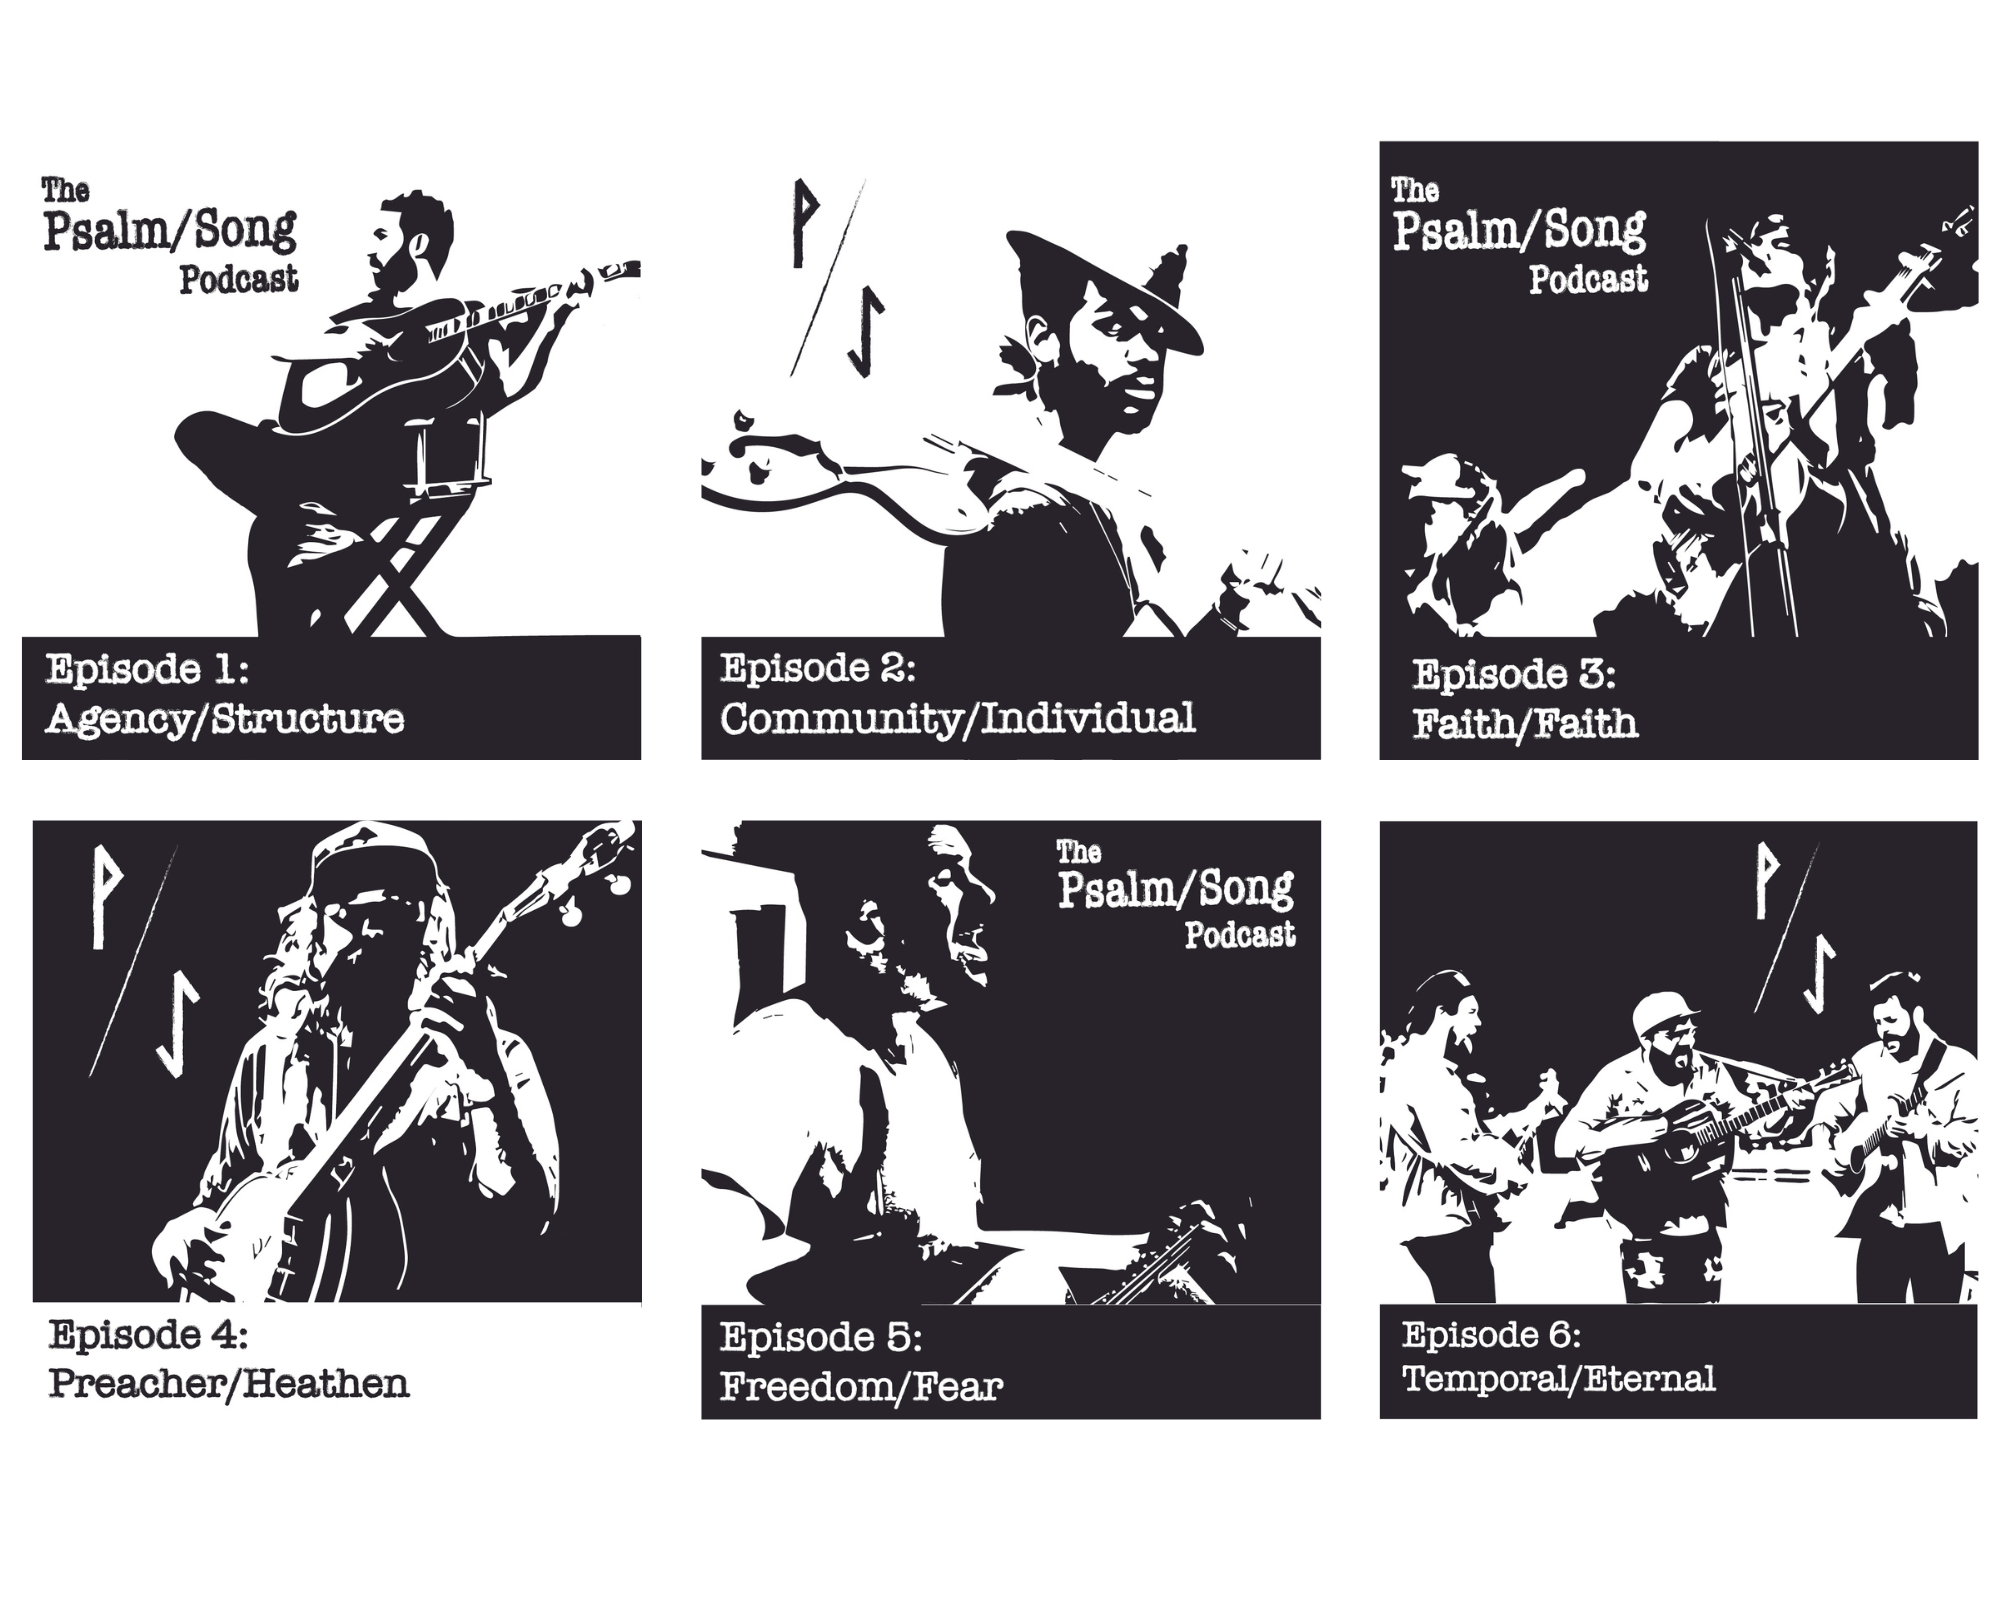 The
Psalm/Song
Podcast
Episode 1:
Agency/Structure
P/S
Episode 2:
Community/Individual
The
Psalm/Song
Podcast
Episode 3:
Faith/Faith
P/S
Episode 4:
Preacher/Heathen
The
Psalm/Song
Podcast
Episode 5:
Freedom/Fear
P/S
Episode 6:
Temporal/Eternal